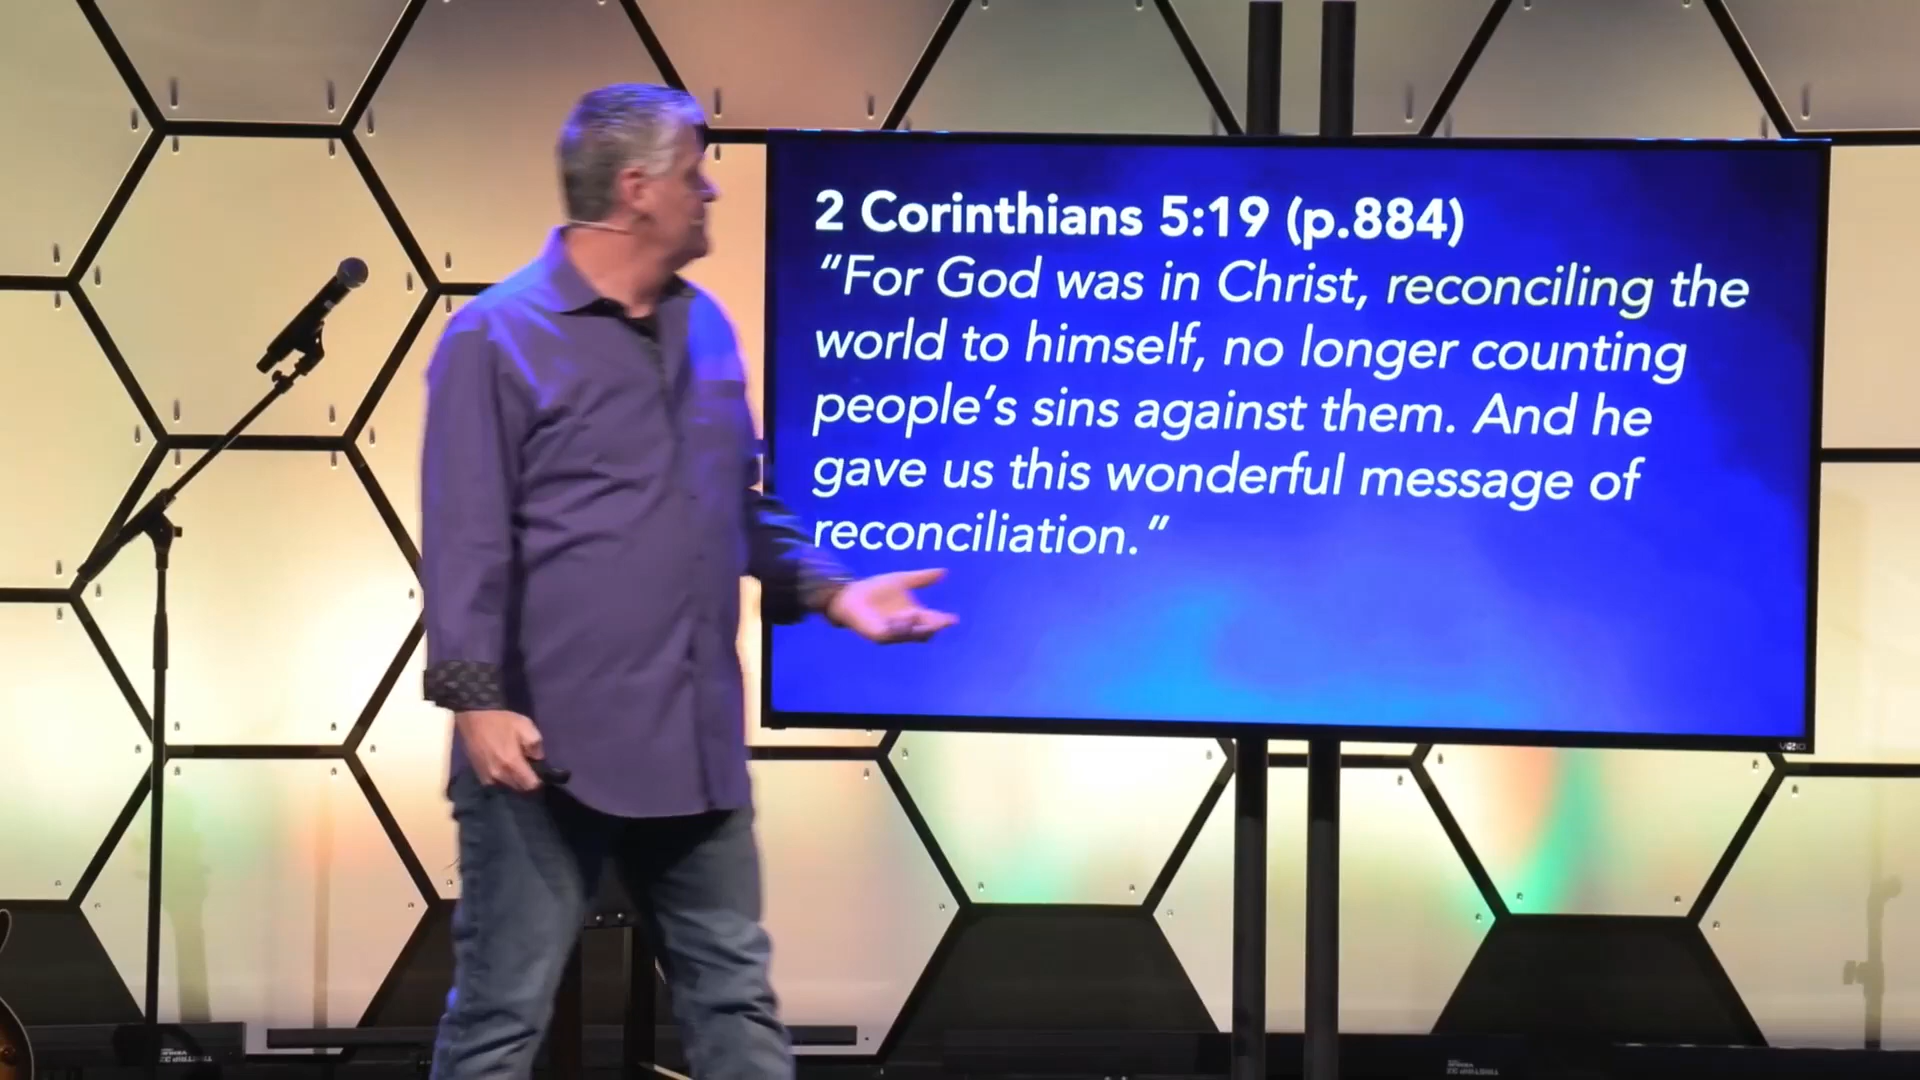 2 Corinthians 5:19 (p.884)
“For God was in Christ, reconciling the
world to himself, no longer counting
people’s sins against them. And he
gave us this wonderful message of
reconciliation.”
VIZIO